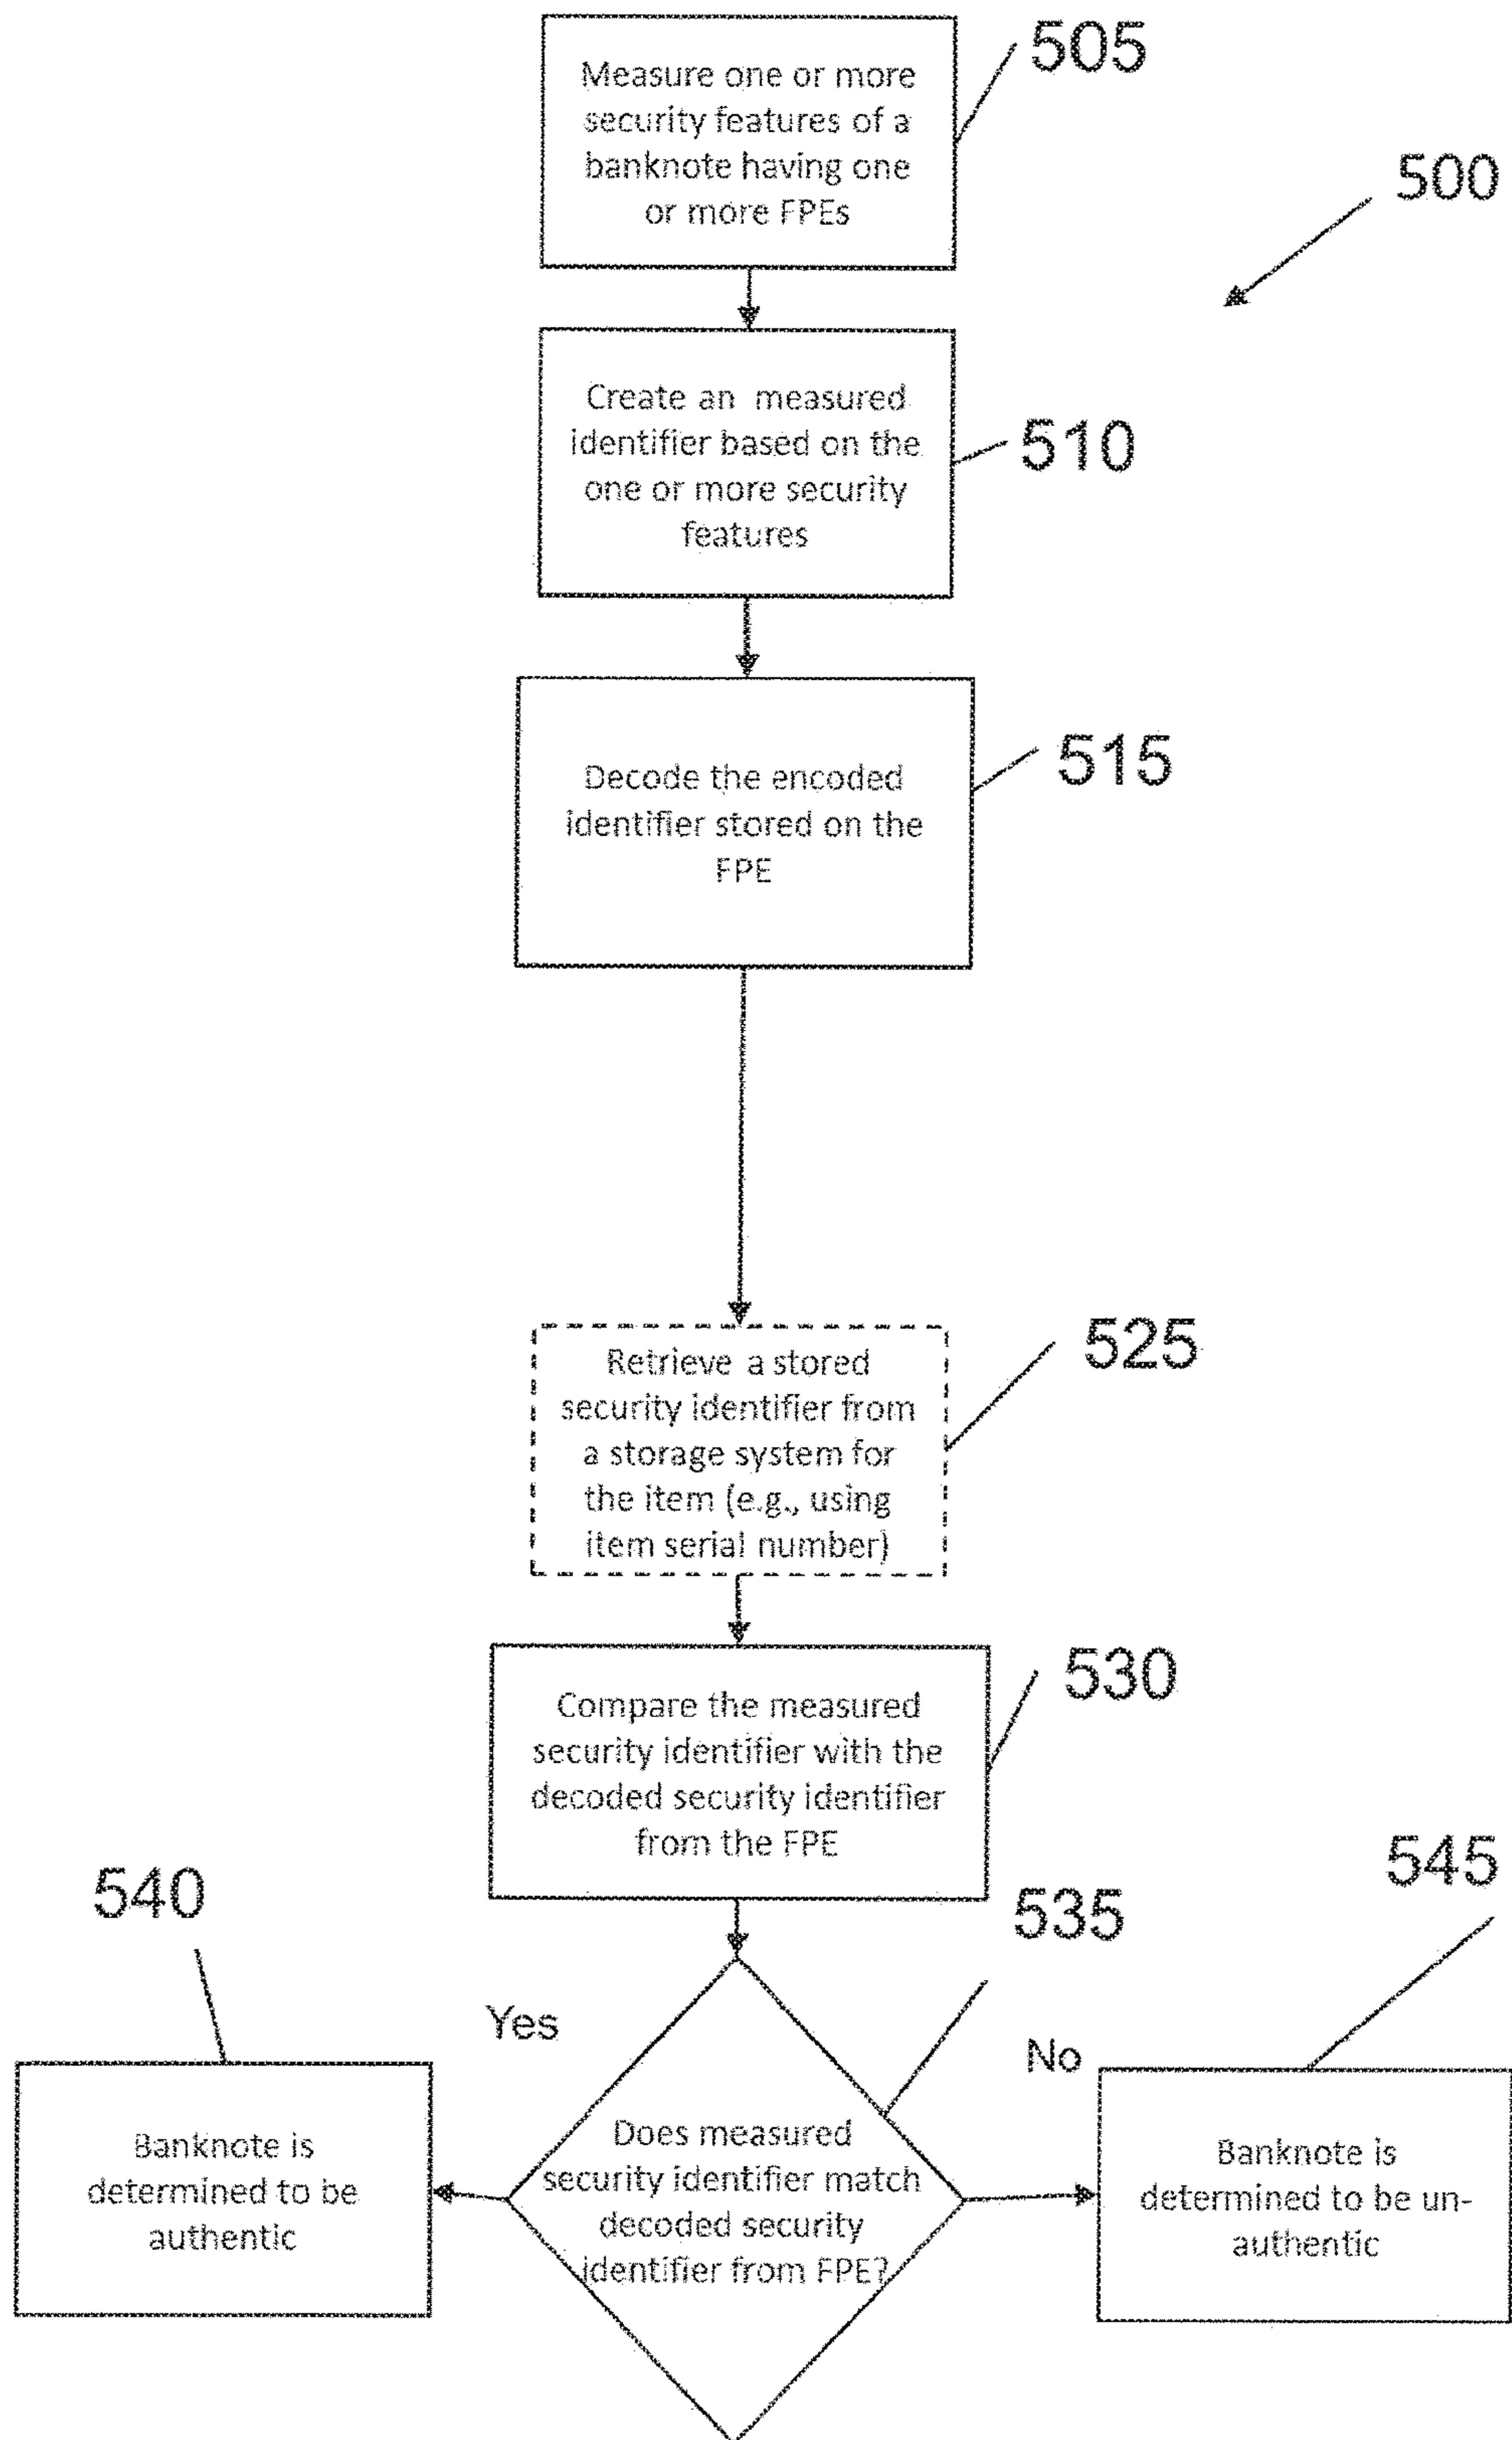 Measure one or more
security features of a
banknote having one
or more FPEs
505
500
Create an measured
identifier based on the
one or more security
features
510
Decode the encoded
identifier stored on the
FPE
515
Retrieve a stored
security identifier from
a storage system for
the item (e.g., using
item serial number)
525
Compare the measured
security identifier with the
decoded security identifier
from the FPE
530
540
535
545
Yes
No
Banknote is
determined to be
authentic
Does measured
security identifier match
decoded security
identifier from FPE?
Banknote is
determined to be un-
authentic